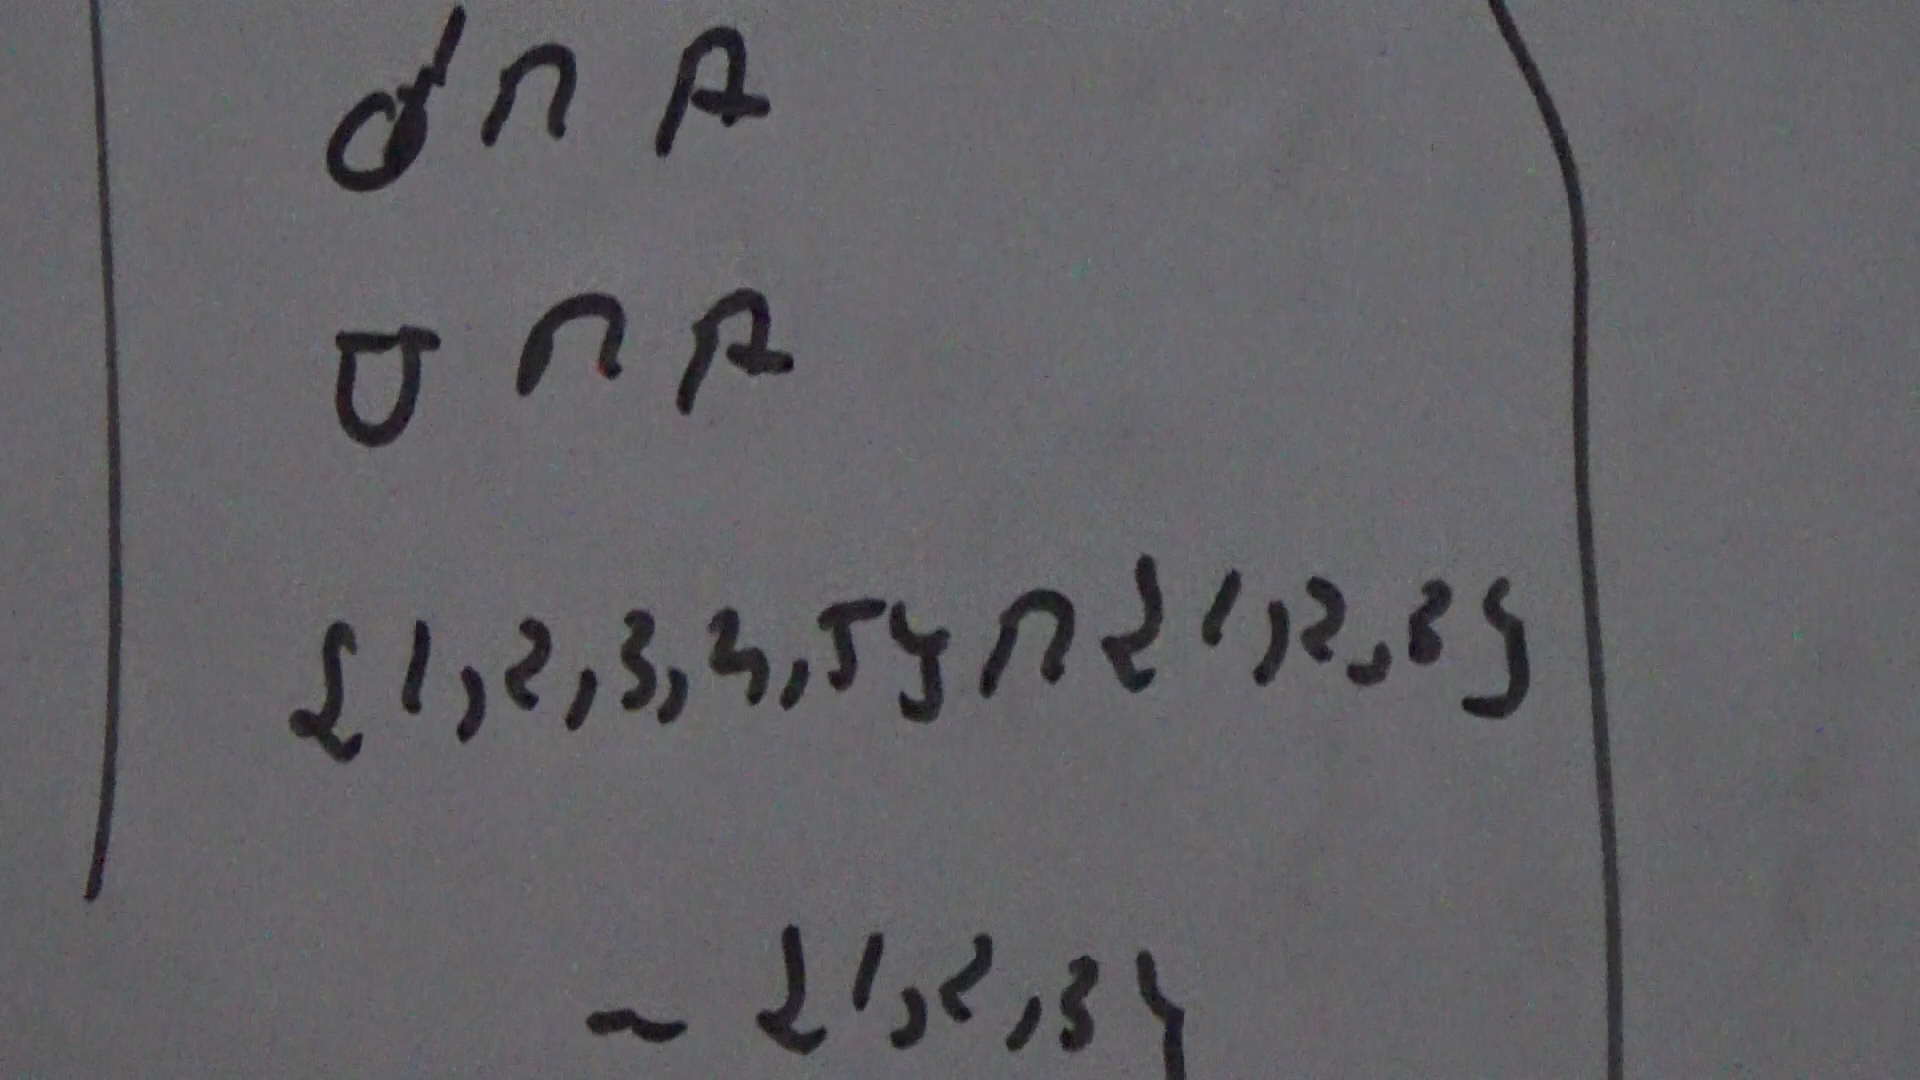 ∅' ∩ A
U ∩ A
{1,2,3,4,5} ∩ {1,2,3}
~ {1,2,3}